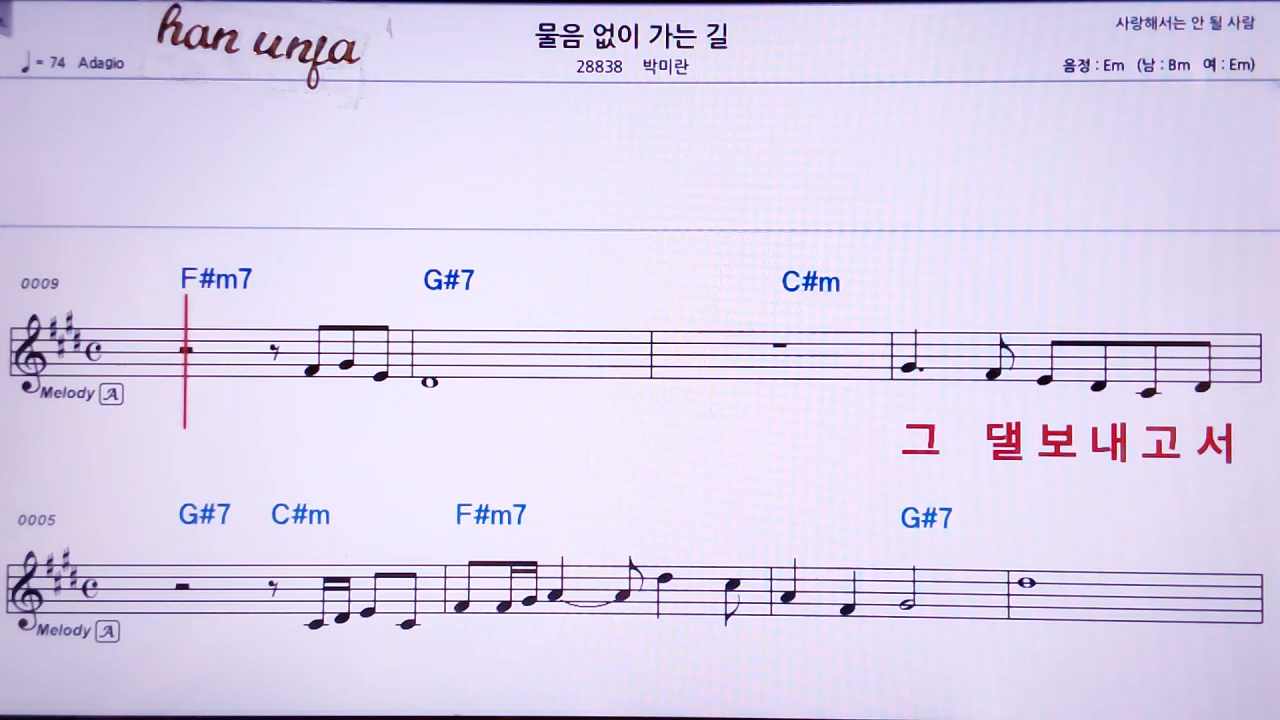 han unja
물음 없이 가는 길
사랑해서는 안 될 사람
♩ = 74 Adagio
28838 박미란
음정 : Em (남 : Bm 여 : Em)
0009
F#m7 G#7 C#m
Melody A
그 댈 보 내 고 서
0005
G#7 C#m F#m7 G#7
Melody A